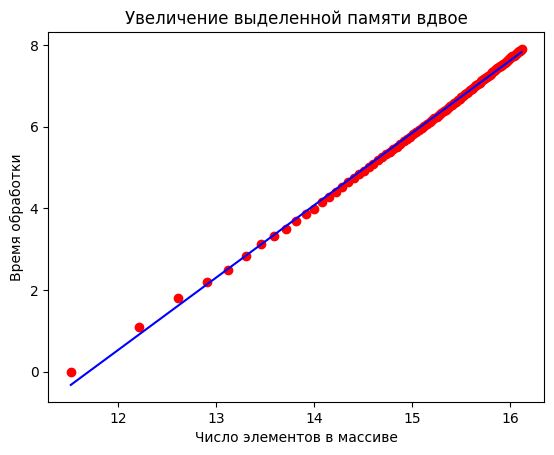 Увеличение выделенной памяти вдвое
8
6
4
2
0
Время обработки
12 13 14 15 16
Число элементов в массиве